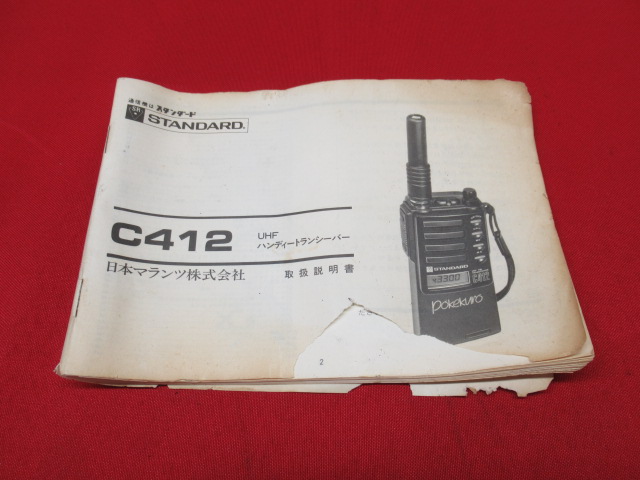 通信機は スタンダード
SR
STANDARD.
C412
UHF
ハンディートランシーバー
日本マランツ株式会社
取扱説明書
STANDARD
pokekuro
2